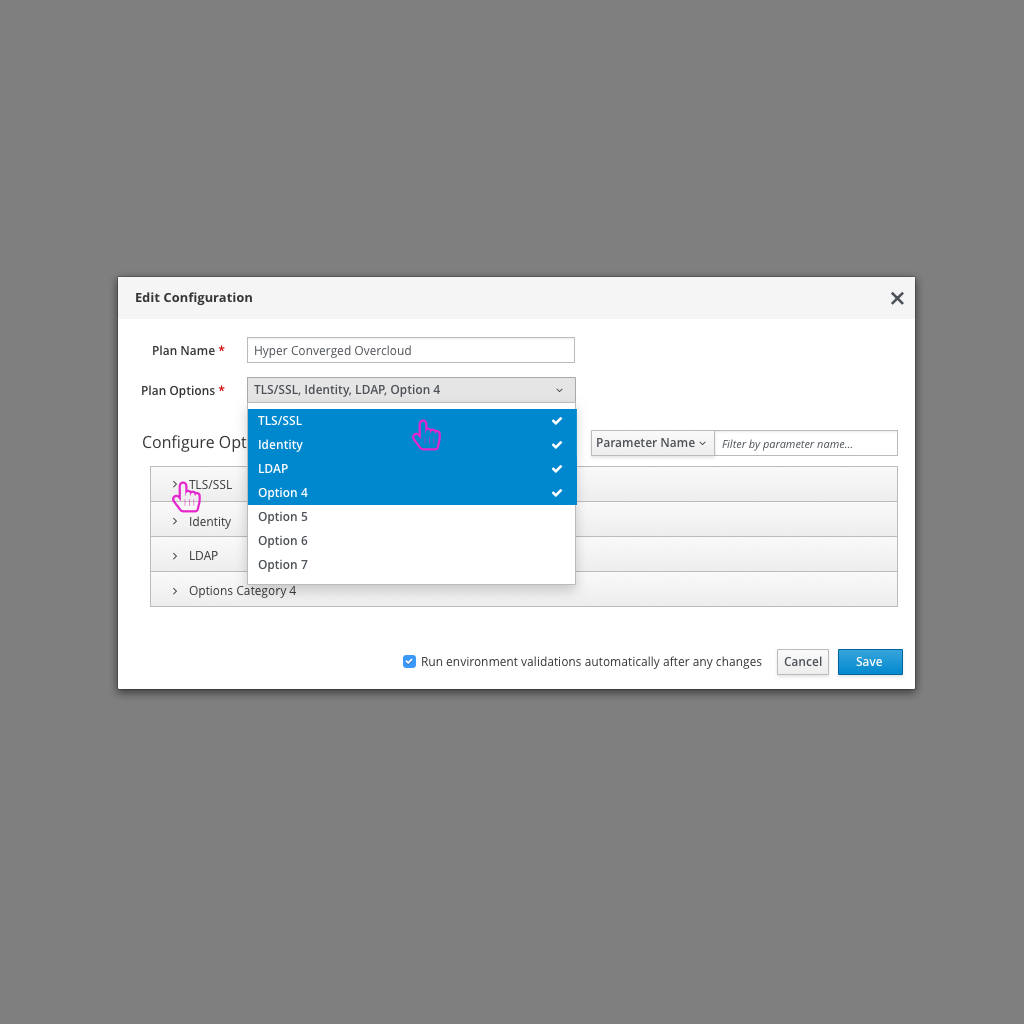 Edit Configuration
Plan Name *
Hyper Converged Overcloud
Plan Options *
TLS/SSL, Identity, LDAP, Option 4
TLS/SSL
Identity
LDAP
Option 4
Option 5
Option 6
Option 7
Configure Opt
Parameter Name
Filter by parameter name...
TLS/SSL
Identity
LDAP
Options Category 4
Run environment validations automatically after any changes
Cancel
Save